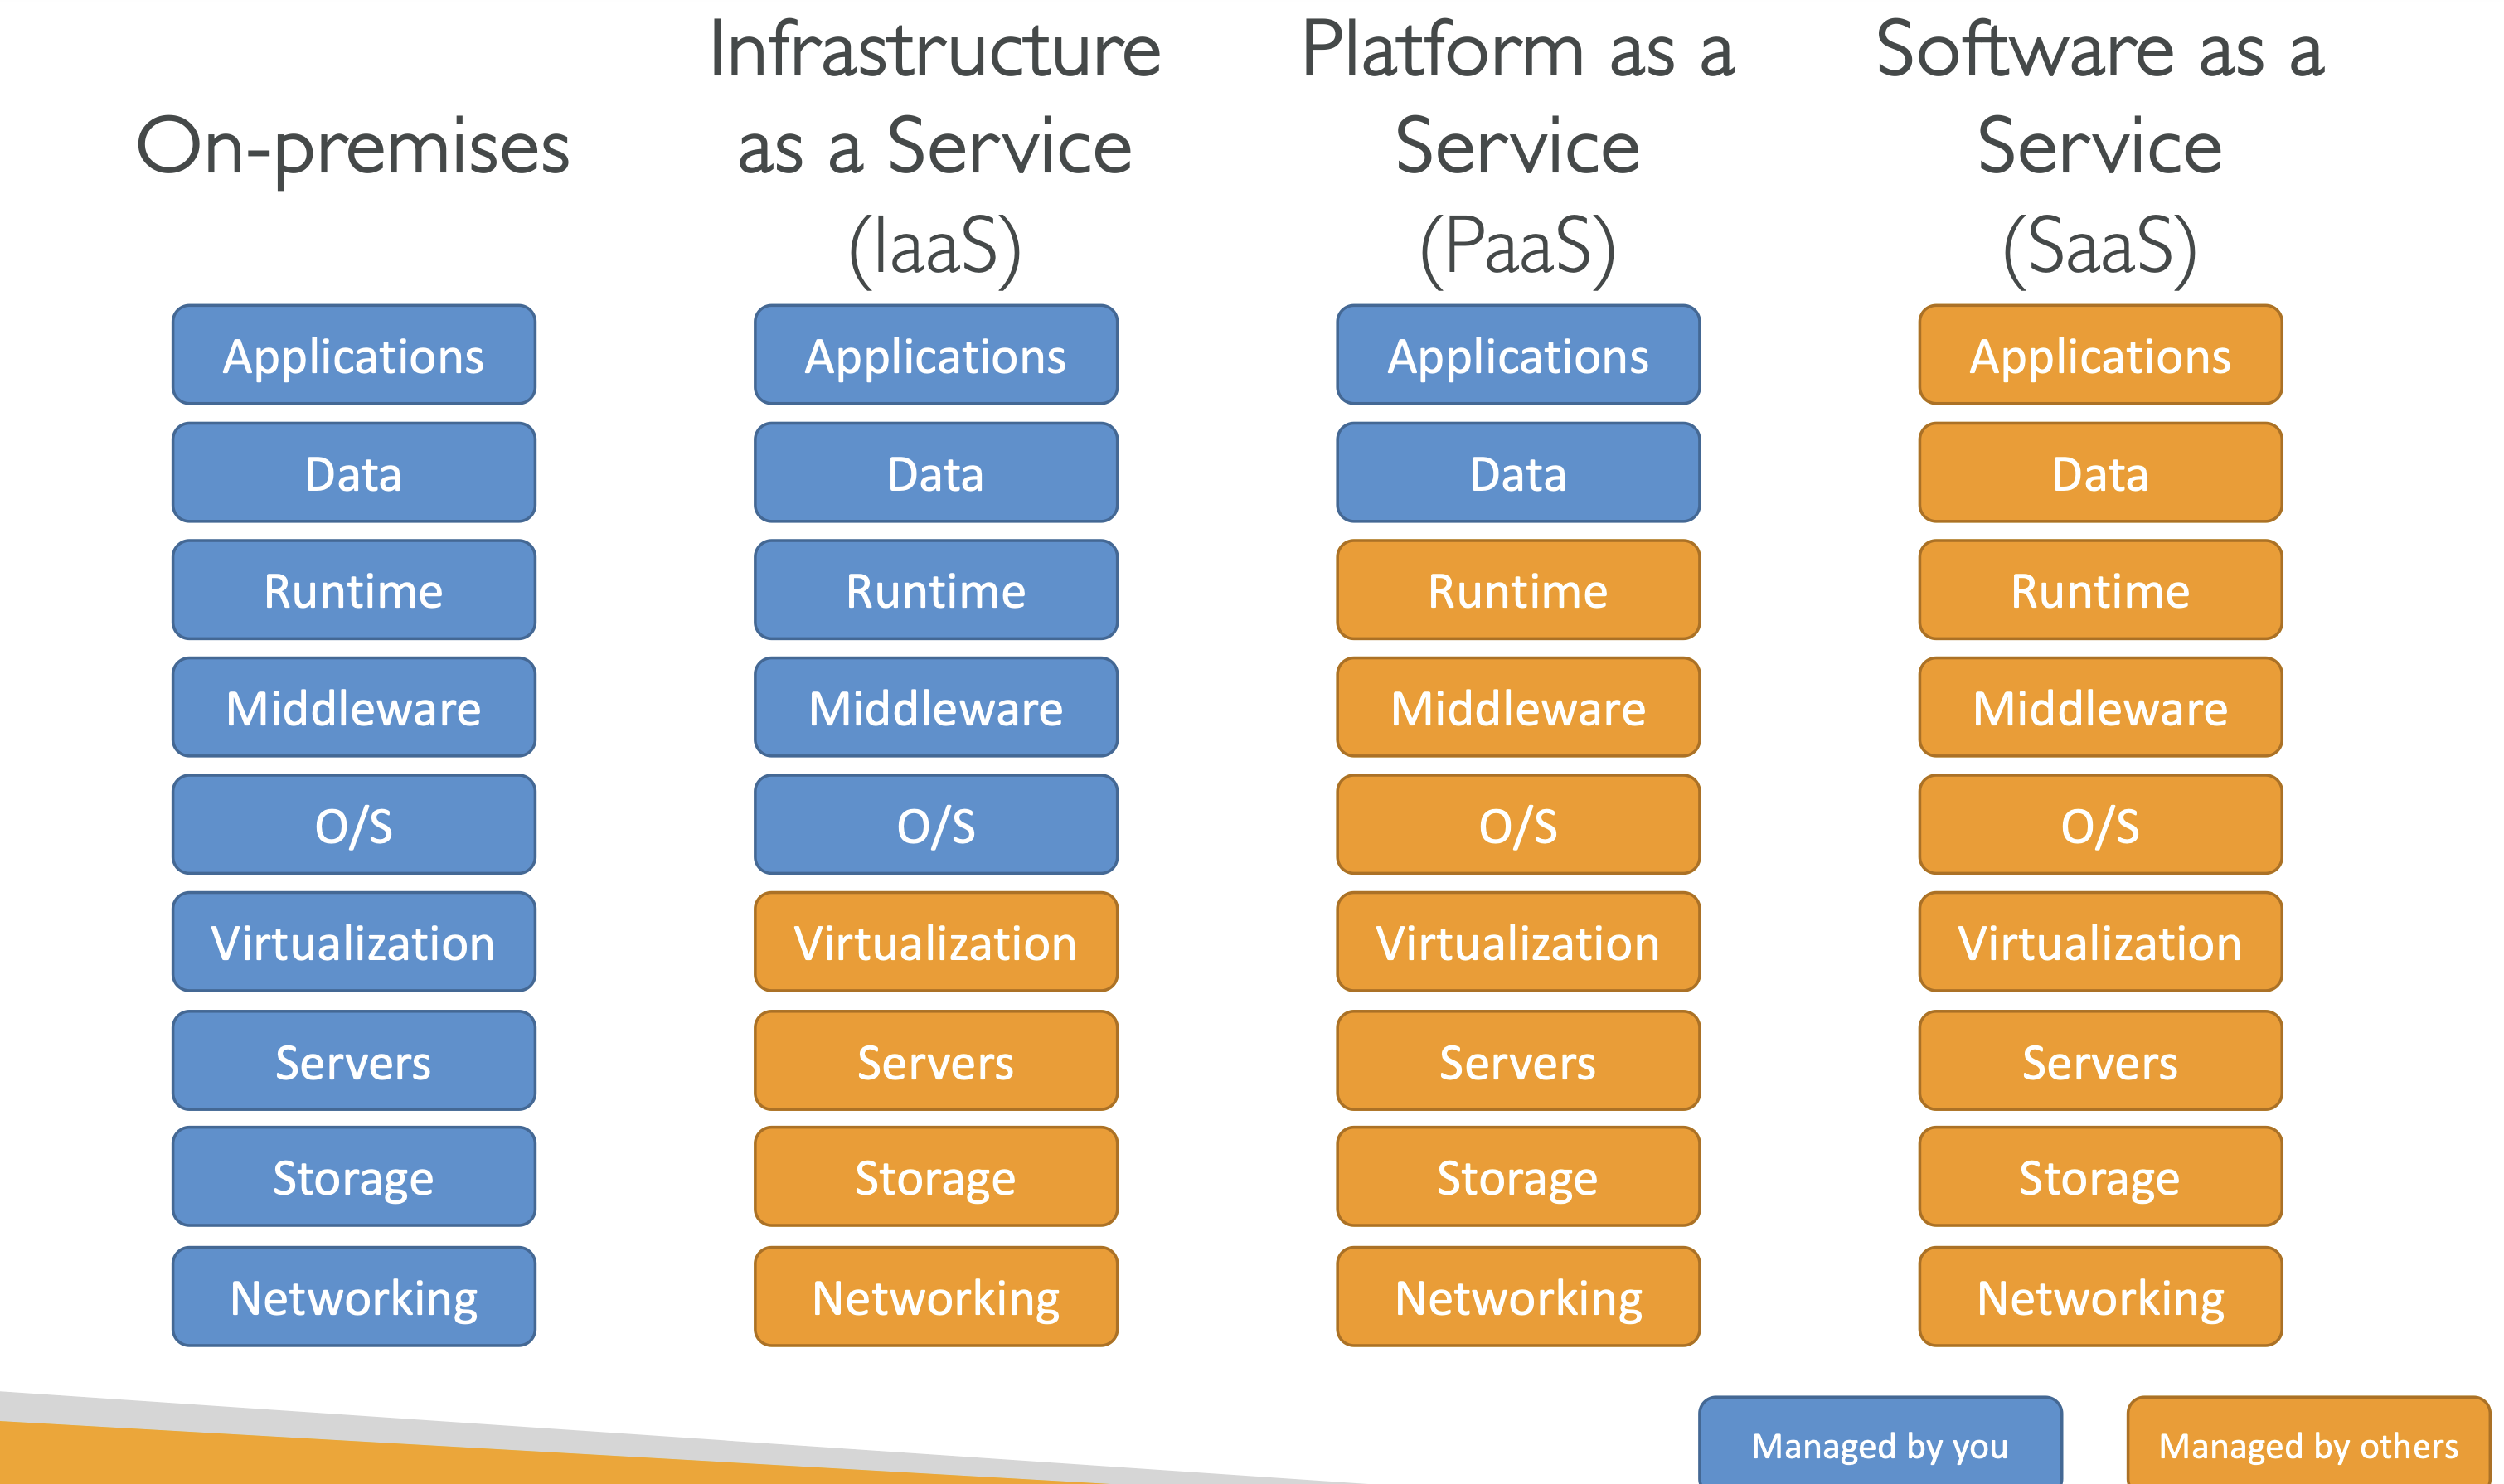 On-premises
Applications
Data
Runtime
Middleware
O/S
Virtualization
Servers
Storage
Networking
Infrastructure
as a Service
(IaaS)
Applications
Data
Runtime
Middleware
O/S
Virtualization
Servers
Storage
Networking
Platform as a
Service
(PaaS)
Applications
Data
Runtime
Middleware
O/S
Virtualization
Servers
Storage
Networking
Software as a
Service
(SaaS)
Applications
Data
Runtime
Middleware
O/S
Virtualization
Servers
Storage
Networking
Managed by you
Managed by others